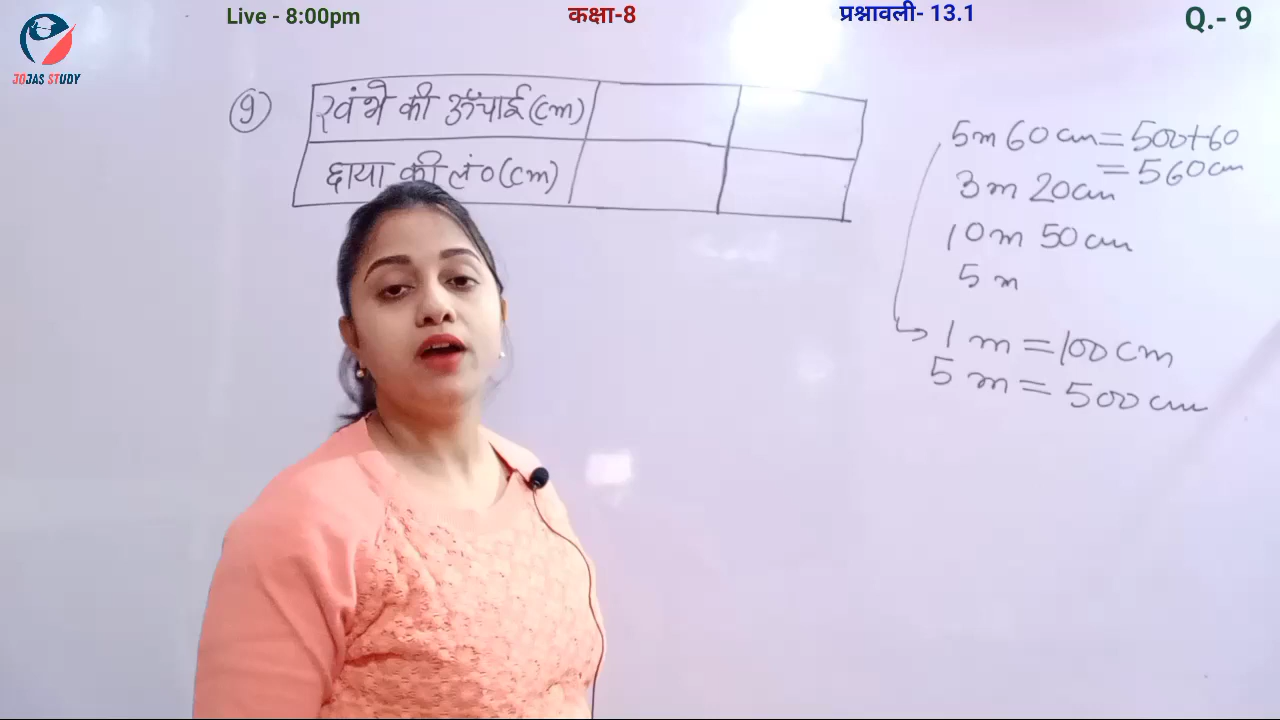 Live - 8:00pm
कक्षा-8
प्रश्नावली- 13.1
Q.- 9
JOJAS STUDY
9
खंभे की ऊँचाई (cm)
छाया की लं० (cm)
5m 60cm = 500+60
= 560cm
3m 20cm
10m 50cm
5m
1m = 100cm
5m = 500cm